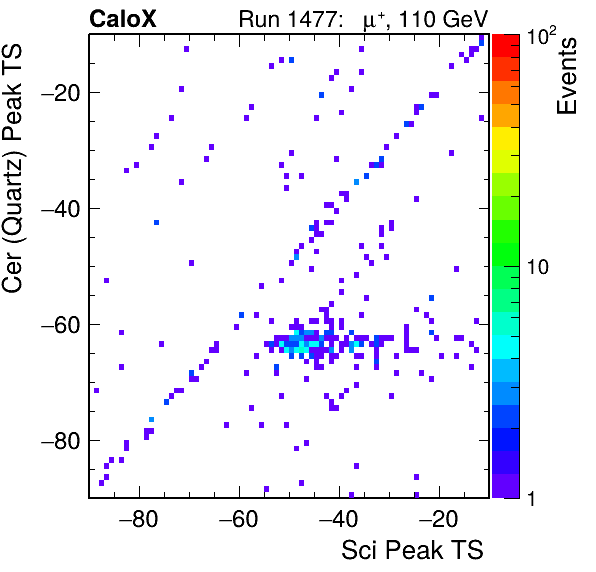 CaloX Run 1477: μ⁺, 110 GeV
Cer (Quartz) Peak TS
−20
−40
−60
−80
−80 −60 −40 −20
Sci Peak TS
10²
10
1
Events